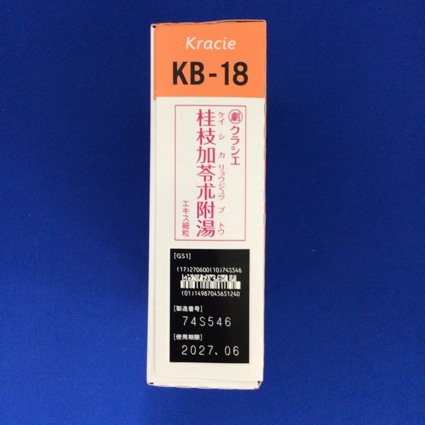 Kracie
KB-18
劇 クラシエ
桂枝加苓朮附湯
ケイ シ カ リョウジュツ ブ トウ
エキス細粒
[GS1]
(17)270600(10)74S546
(01)14987045651240
[製造番号]
74S546
[使用期限]
2027.06